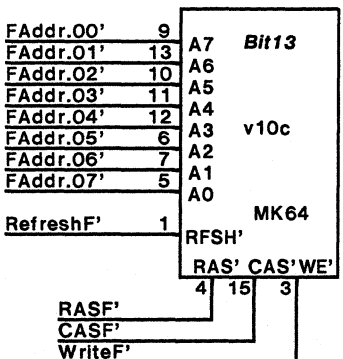 FAddr.00' 9 A7 Bit13
FAddr.01' 13 A6
FAddr.02' 10 A5
FAddr.03' 11 A4
FAddr.04' 12 A3 v10c
FAddr.05' 6 A2
FAddr.06' 7 A1
FAddr.07' 5 A0
MK64
RefreshF' 1 RFSH'
RAS' CAS' WE'
4 15 3
RASF'
CASF'
WriteF'